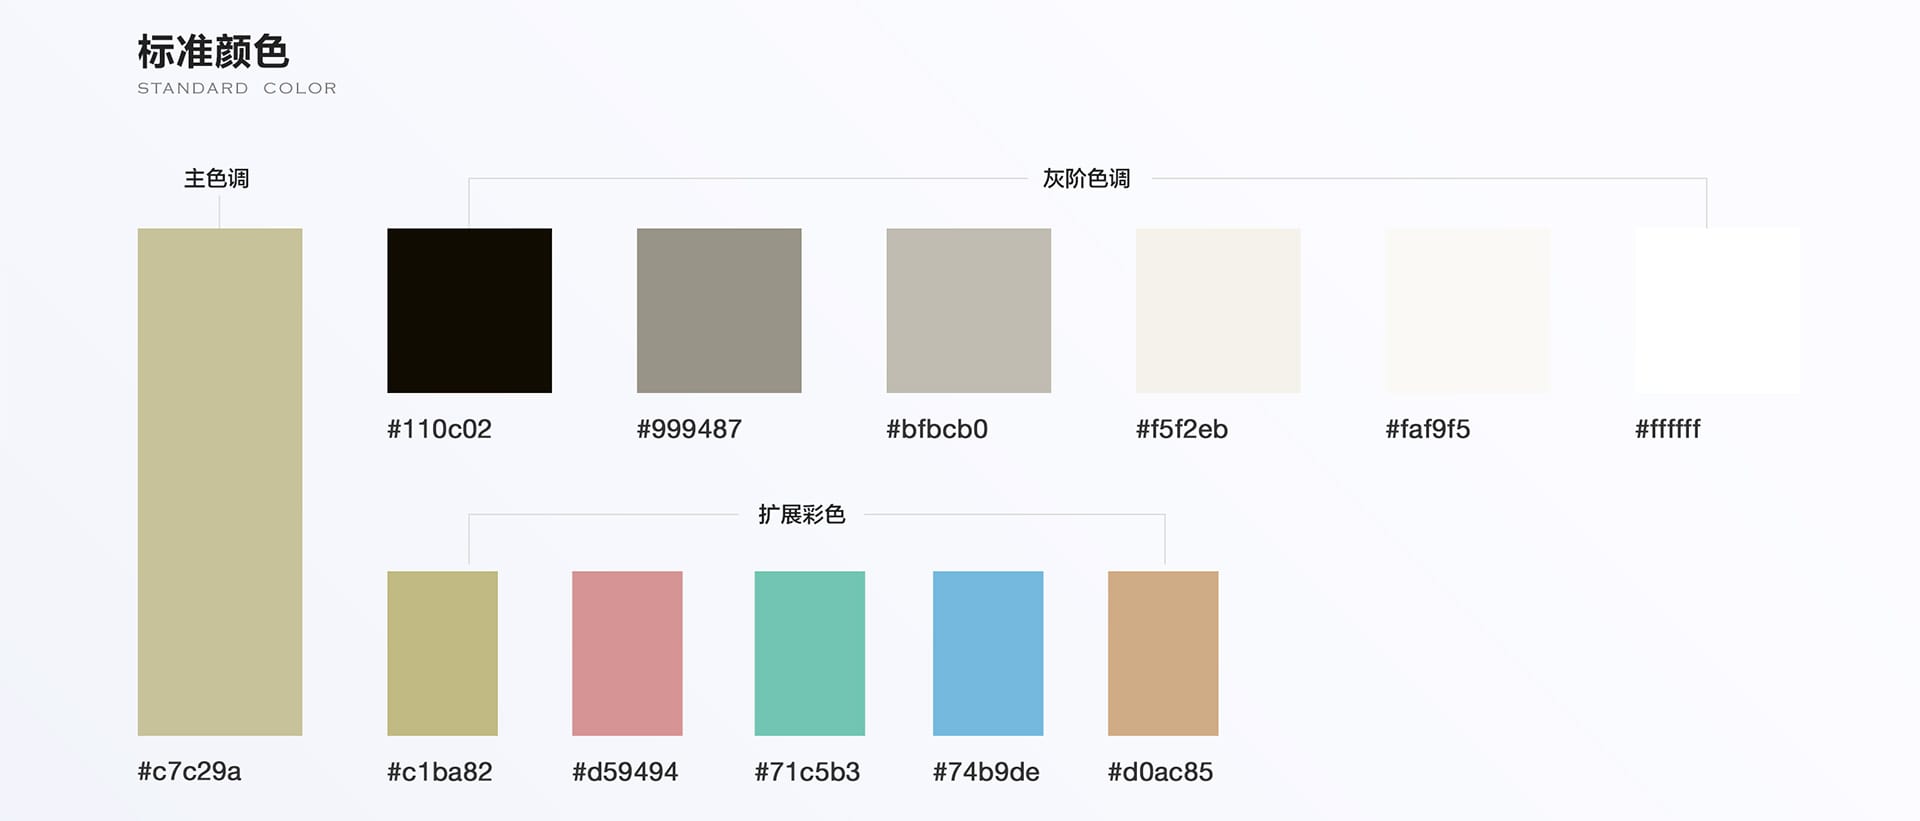 标准颜色
STANDARD COLOR
主色调
灰阶色调
#110c02
#999487
#bfbcb0
#f5f2eb
#faf9f5
#ffffff
扩展彩色
#c7c29a
#c1ba82
#d59494
#71c5b3
#74b9de
#d0ac85